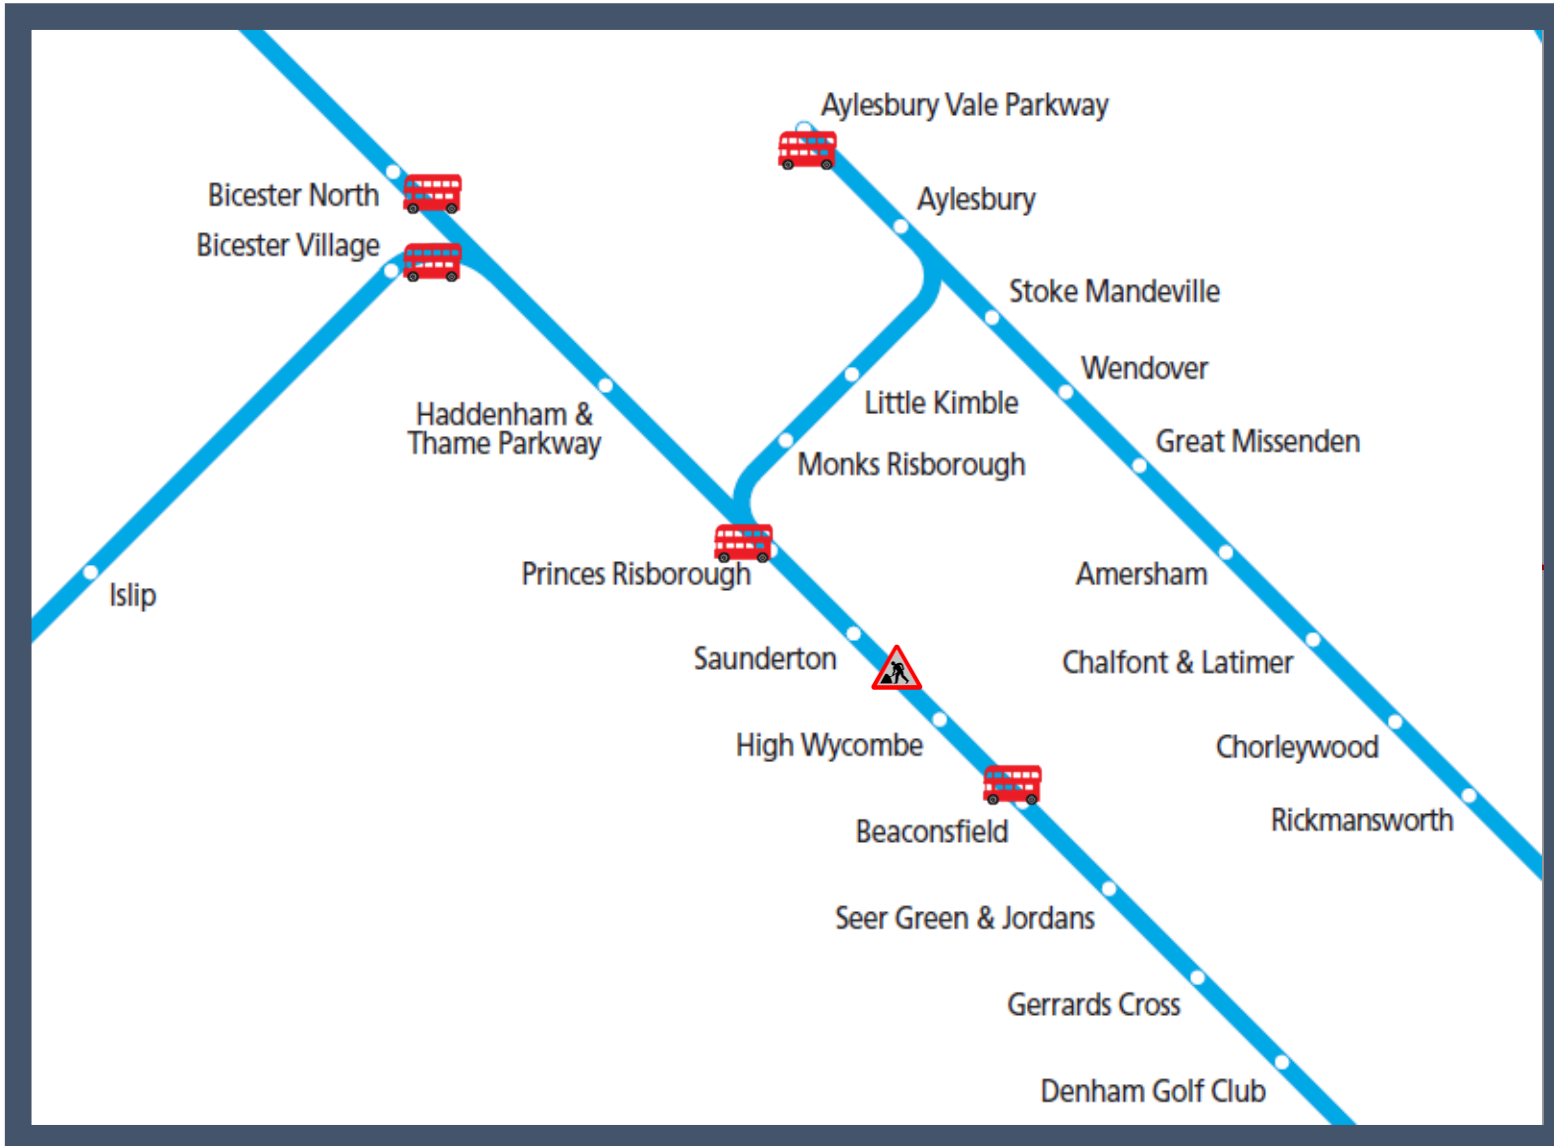 Aylesbury Vale Parkway
Bicester North
Aylesbury
Bicester Village
Stoke Mandeville
Wendover
Little Kimble
Haddenham &
Thame Parkway
Great Missenden
Monks Risborough
Princes Risborough
Amersham
Islip
Saunderton
Chalfont & Latimer
High Wycombe
Chorleywood
Rickmansworth
Beaconsfield
Seer Green & Jordans
Gerrards Cross
Denham Golf Club